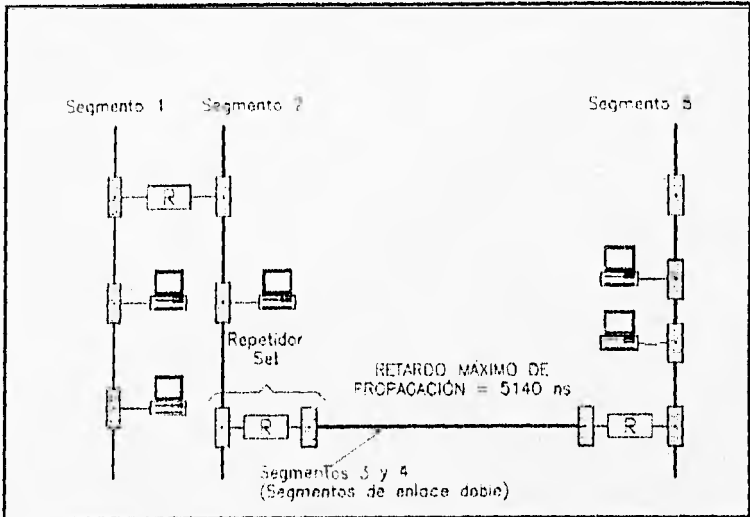 Segmento 1
Segmento 2
Segmento 5
R
Repetidor
Set
RETARDO MÁXIMO DE
PROPAGACIÓN = 5140 ns
R
R
Segmentos 3 y 4
(Segmentos de enlace doble)